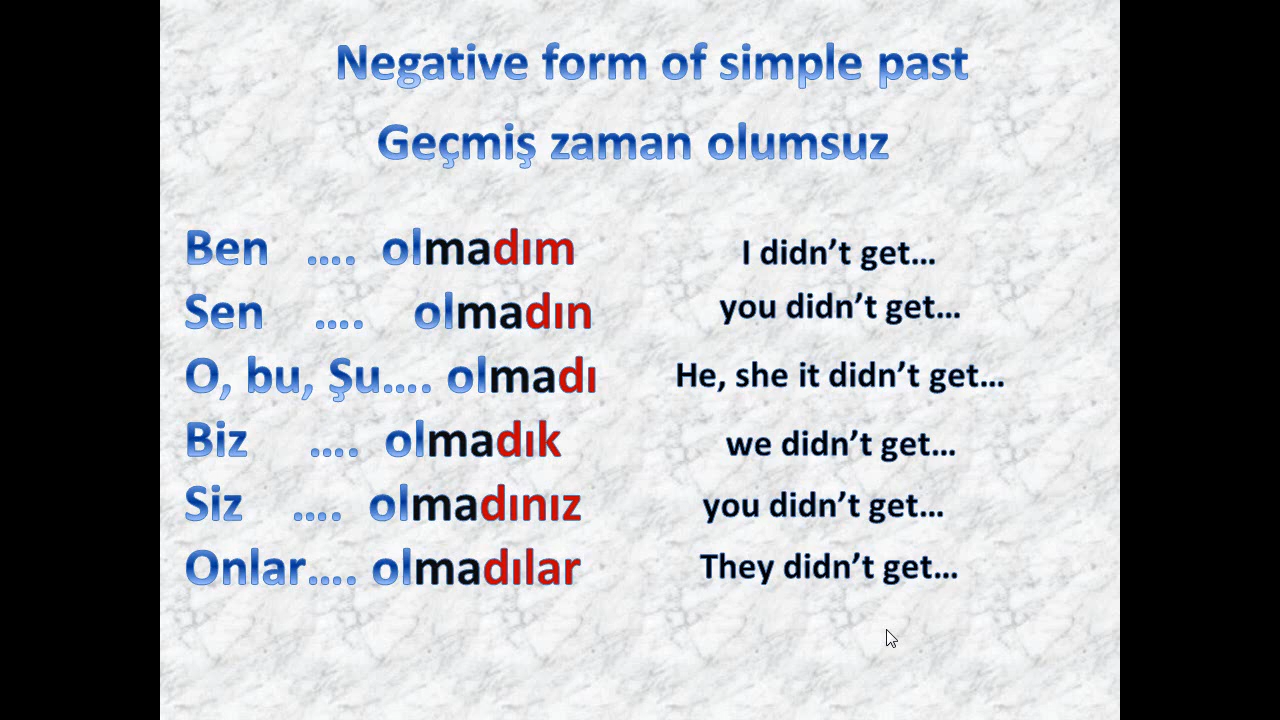 Negative form of simple past
Geçmiş zaman olumsuz
Ben .... olmadım I didn’t get...
Sen .... olmadın you didn’t get...
O, bu, Şu.... olmadı He, she it didn’t get...
Biz .... olmadık we didn’t get...
Siz .... olmadınız you didn’t get...
Onlar.... olmadılar They didn’t get...